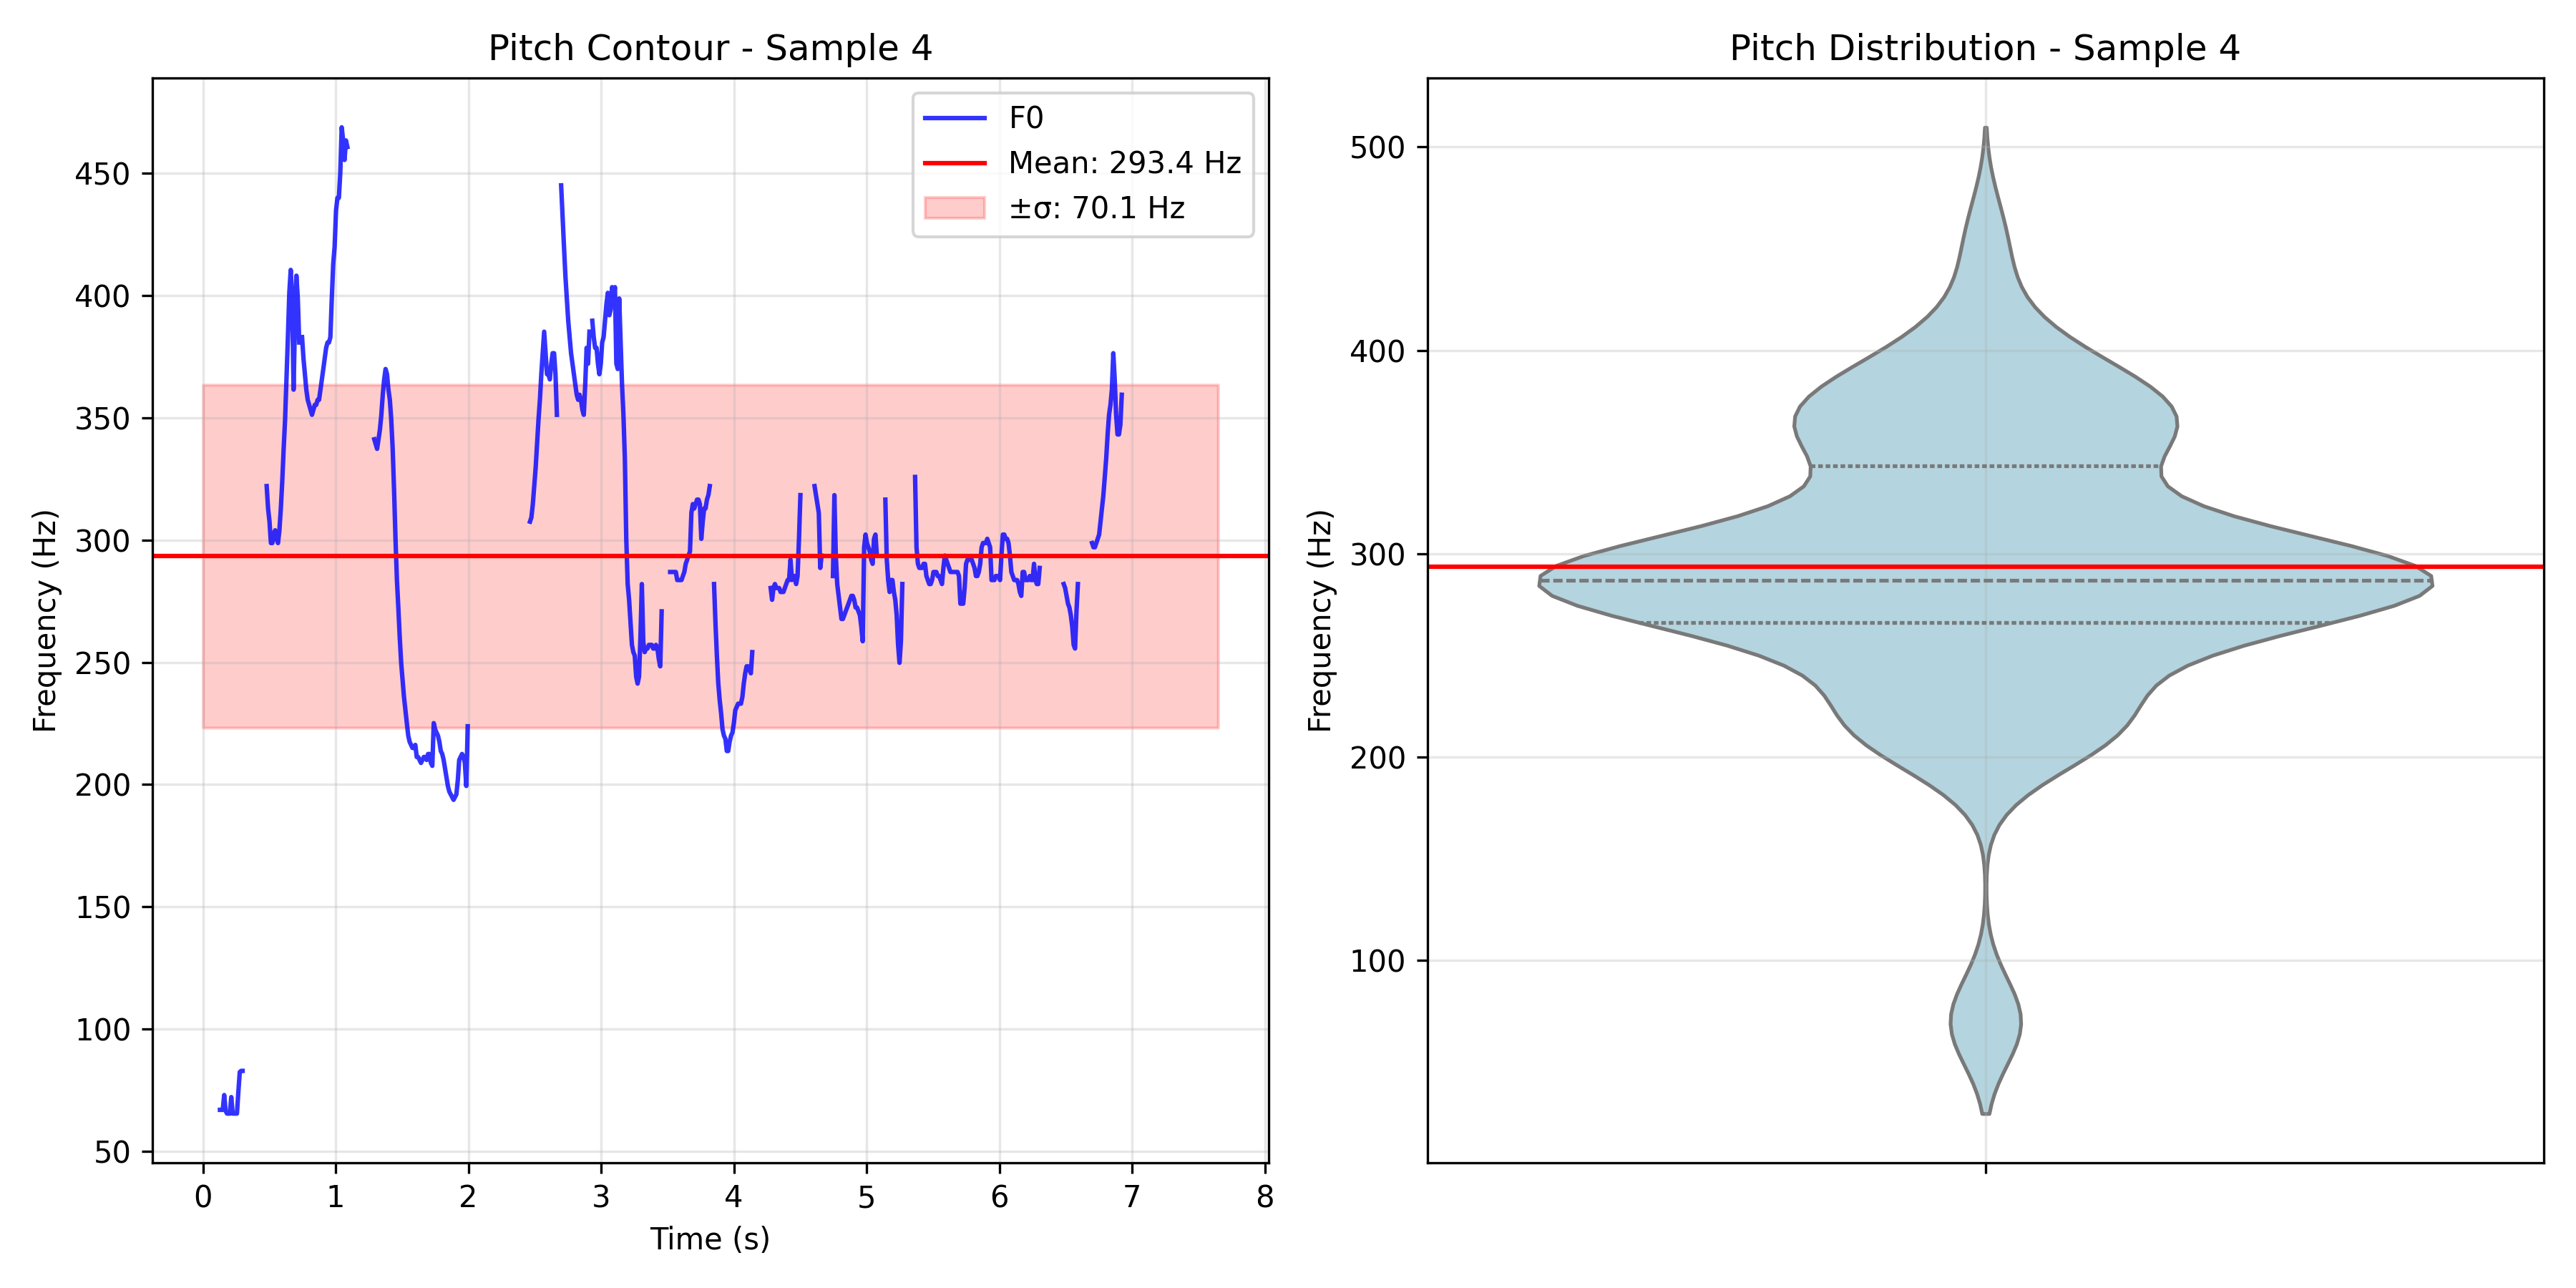 Pitch Contour - Sample 4
F0
Mean: 293.4 Hz
±σ: 70.1 Hz
Frequency (Hz)
450
400
350
300
250
200
150
100
50
0 1 2 3 4 5 6 7 8
Time (s)
Pitch Distribution - Sample 4
Frequency (Hz)
500
400
300
200
100